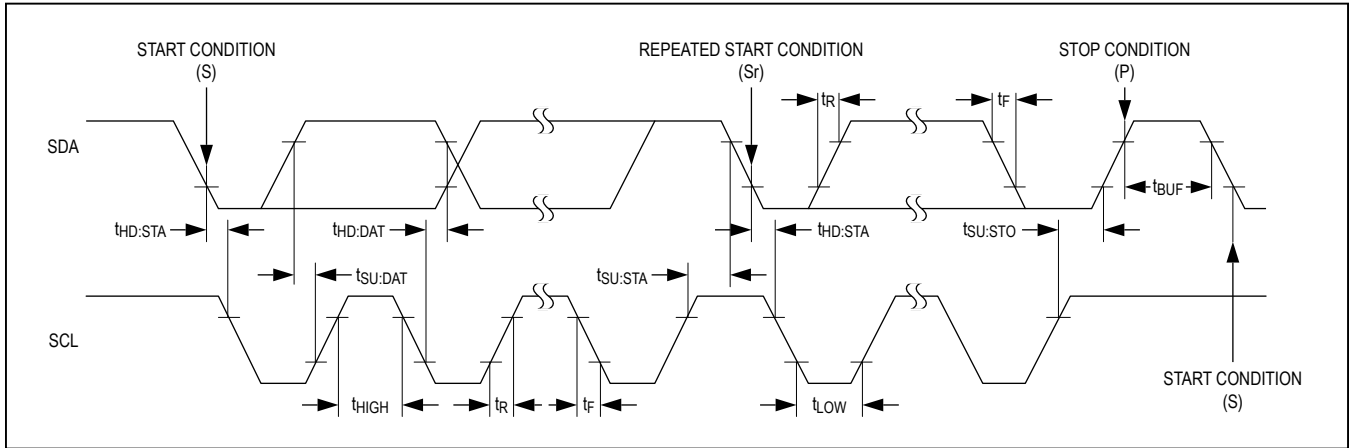 START CONDITION
(S)
REPEATED START CONDITION
(Sr)
STOP CONDITION
(P)
tR
tF
SDA
tBUF
tHD:STA
tHD:DAT
tHD:STA
tSU:STO
tSU:DAT
tSU:STA
SCL
tHIGH
tR
tF
tLOW
START CONDITION
(S)